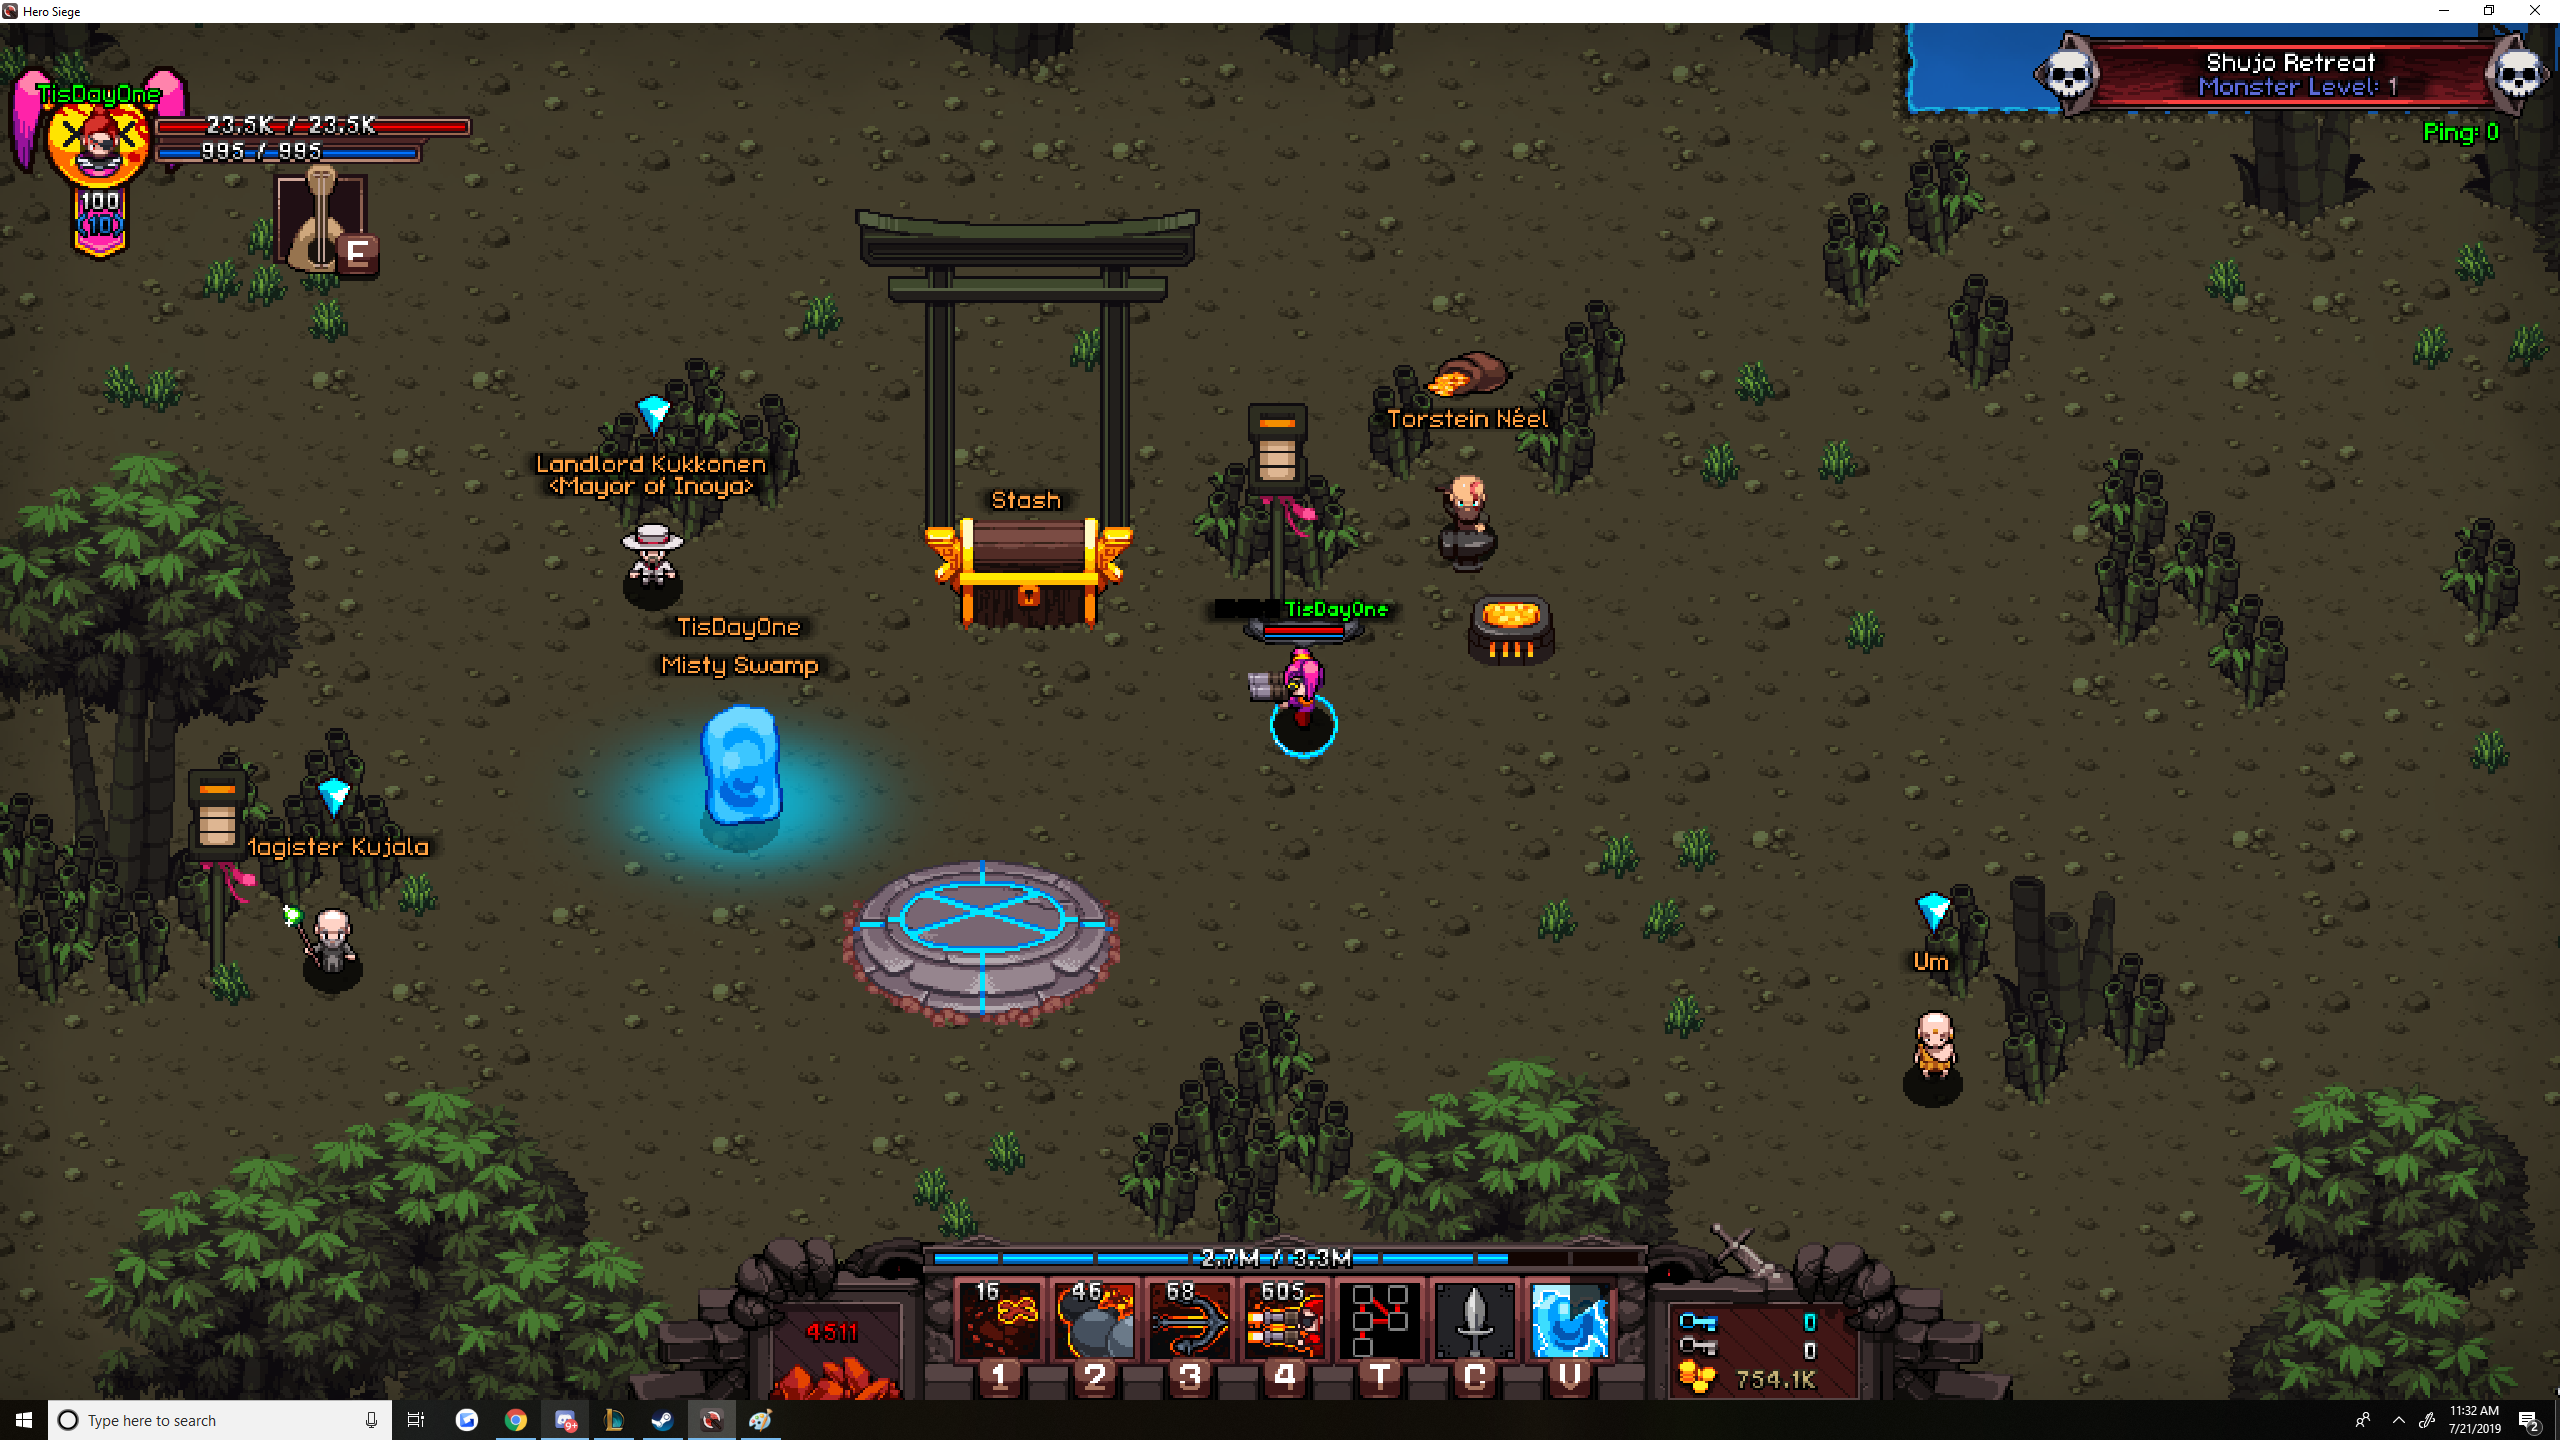 Hero Siege
TisDayOne
23.5K / 23.5K
995 / 995
100
(10)
E
Shujo Retreat
Monster Level: 1
Ping: 0
Torstein Néel
Landlord Kukkonen
<Mayor of Inoya>
Stash
TisDayOne
TisDayOne
Misty Swamp
Magister Kujala
Um
2.7M / 3.3M
16
46
68
605
4511
1
2
3
4
T
C
V
0
0
754.1K
Type here to search
9+
11:32 AM
7/21/2019
2